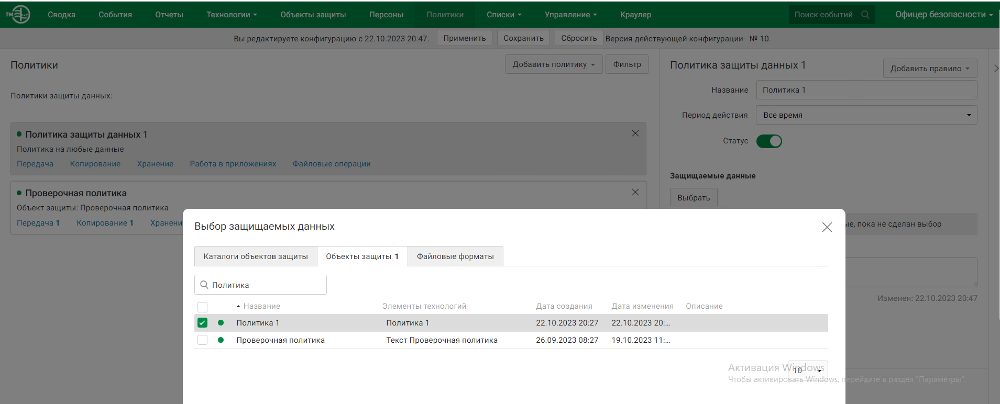 ТМ
Сводка События Отчеты Технологии Объекты защиты Персоны Политики Списки Управление Краулер Поиск событий Офицер безопасности
Вы редактируете конфигурацию с 22.10.2023 20:47. Применить Сохранить Сбросить Версия действующей конфигурации - № 10.
Политики Добавить политику Фильтр
Политики защиты данных:
Политика защиты данных 1
Политика на любые данные
Передача Копирование Хранение Работа в приложениях Файловые операции
Проверочная политика
Объект защиты: Проверочная политика
Передача 1 Копирование 1 Хранени
Политика защиты данных 1 Добавить правило
Название Политика 1
Период действия Все время
Статус
Защищаемые данные
Выбрать
ые, пока не сделан выбор
Изменен: 22.10.2023 20:47
Выбор защищаемых данных
Каталоги объектов защиты Объекты защиты 1 Файловые форматы
Политика
Название Элементы технологий Дата создания Дата изменения Описание
Политика 1 Политика 1 22.10.2023 20:27 22.10.2023 20:...
Проверочная политика Текст Проверочная политика 26.09.2023 08:27 19.10.2023 11:...
10
Активация Windows
Чтобы активировать Windows, перейдите в раздел "Параметры".